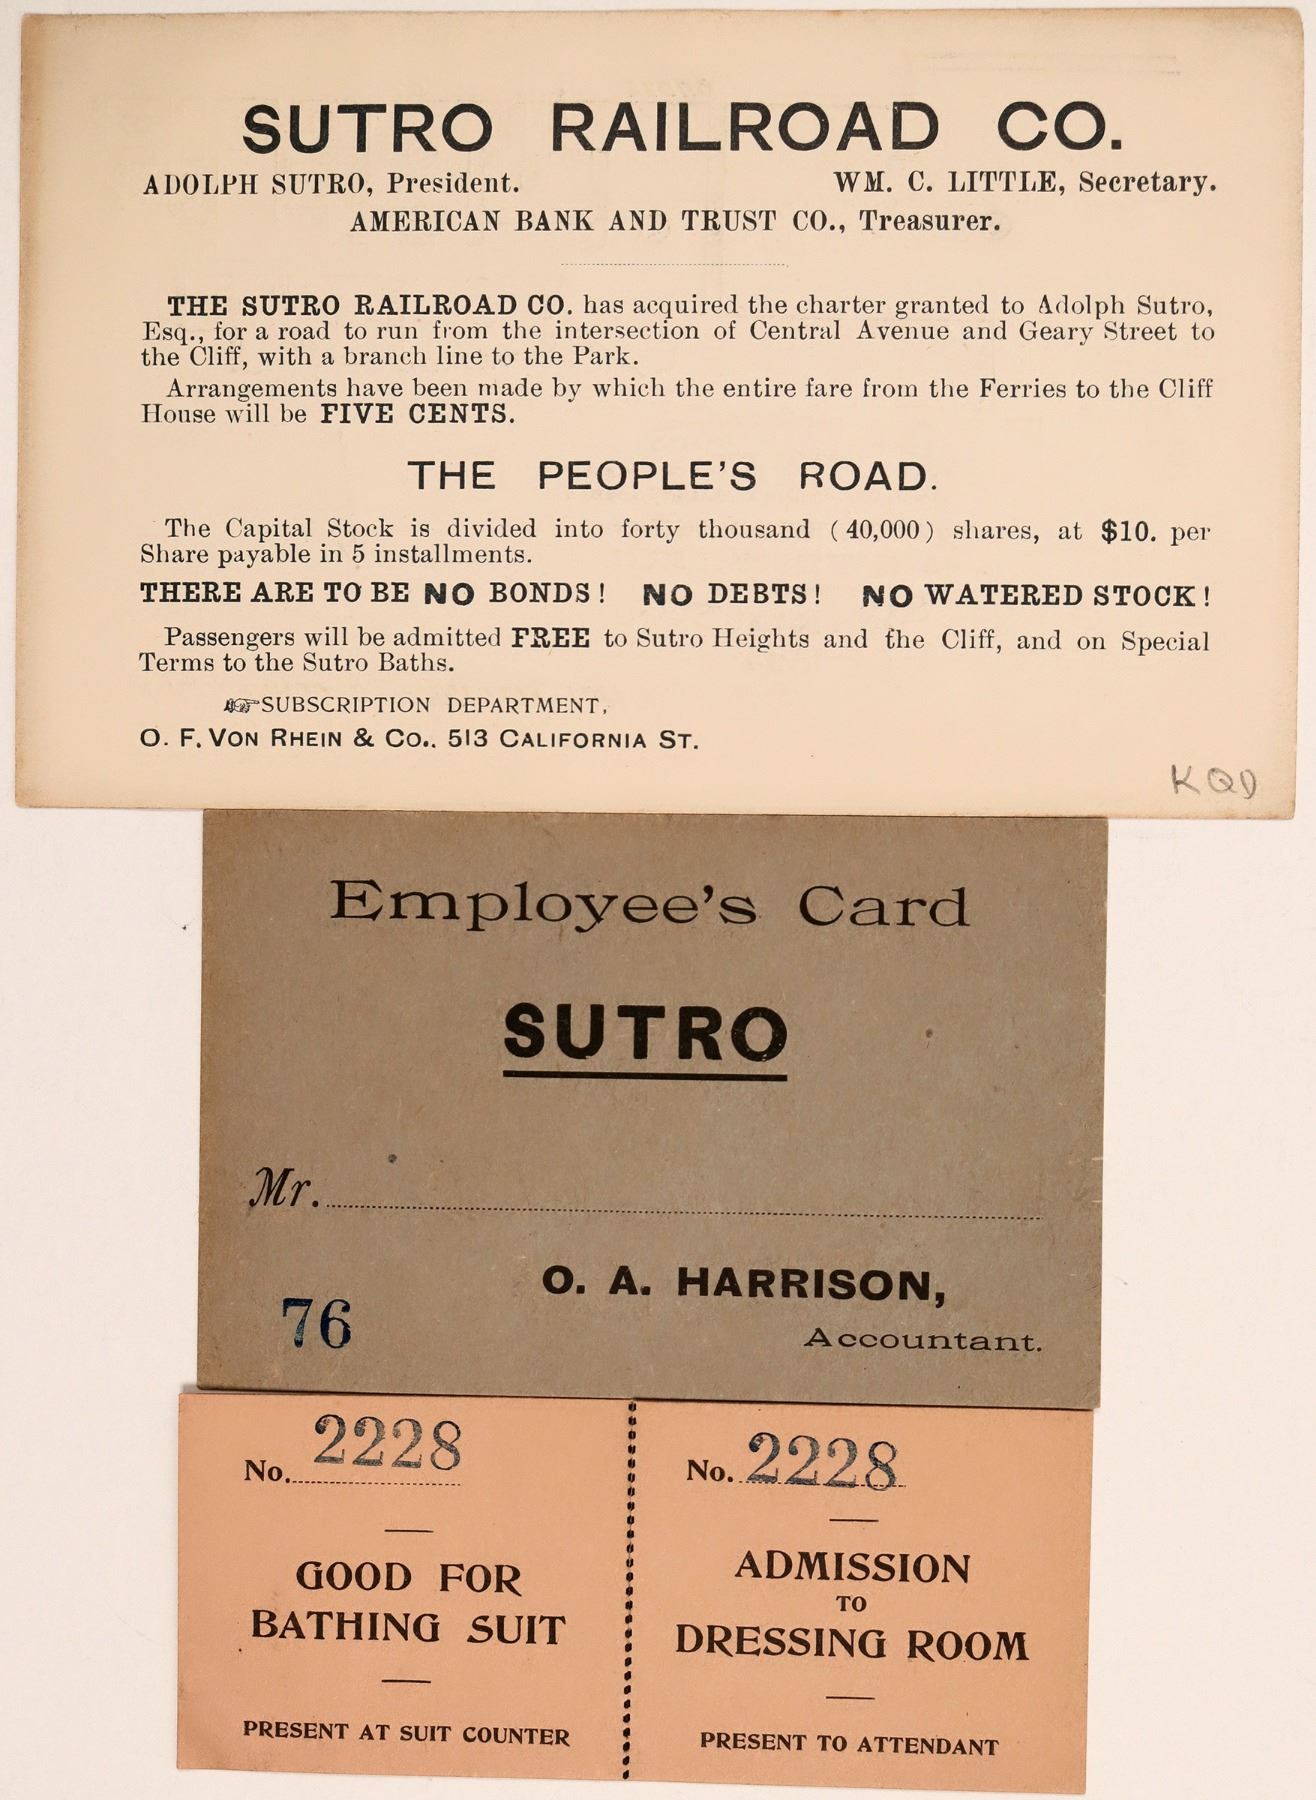 SUTRO RAILROAD CO.
ADOLPH SUTRO, President. WM. C. LITTLE, Secretary.
AMERICAN BANK AND TRUST CO., Treasurer.
THE SUTRO RAILROAD CO. has acquired the charter granted to Adolph Sutro,
Esq., for a road to run from the intersection of Central Avenue and Geary Street to
the Cliff, with a branch line to the Park.
Arrangements have been made by which the entire fare from the Ferries to the Cliff
House will be FIVE CENTS.
THE PEOPLE'S ROAD.
The Capital Stock is divided into forty thousand (40,000) shares, at $10. per
Share payable in 5 installments.
THERE ARE TO BE NO BONDS! NO DEBTS! NO WATERED STOCK!
Passengers will be admitted FREE to Sutro Heights and the Cliff, and on Special
Terms to the Sutro Baths.
☞SUBSCRIPTION DEPARTMENT,
O. F. VON RHEIN & CO.. 513 CALIFORNIA ST.
KQD
Employee's Card
SUTRO
Mr.
O. A. HARRISON,
76
Accountant.
No. 2228
GOOD FOR
BATHING SUIT
PRESENT AT SUIT COUNTER
No. 2228
ADMISSION
TO
DRESSING ROOM
PRESENT TO ATTENDANT